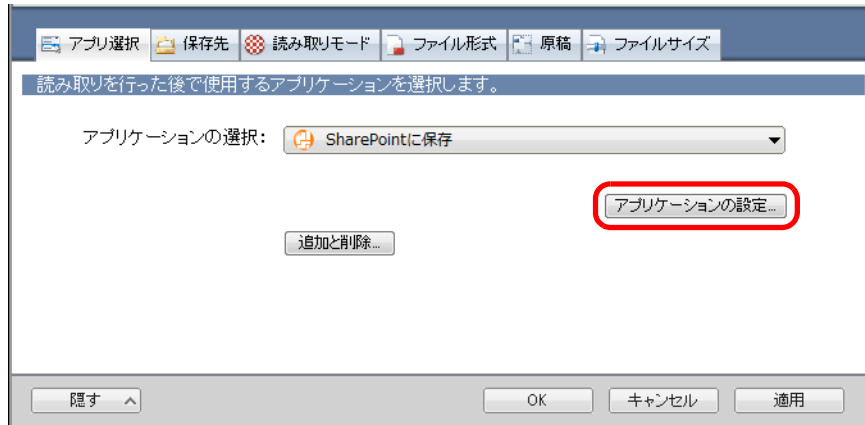 アプリ選択 保存先 読み取りモード ファイル形式 原稿 ファイルサイズ
読み取りを行った後で使用するアプリケーションを選択します。
アプリケーションの選択: SharePointに保存
アプリケーションの設定...
追加と削除...
隠す OK キャンセル 適用